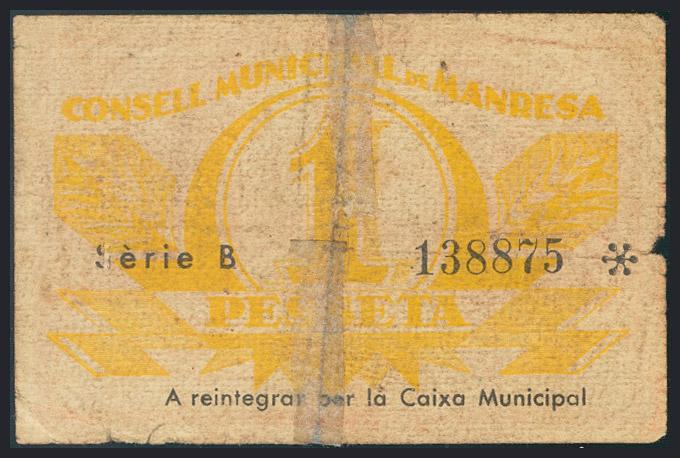 CONSELL MUNICIPAL DE MANRESA
1
Sèrie B 138875 *
PESSETA
A reintegrar per la Caixa Municipal